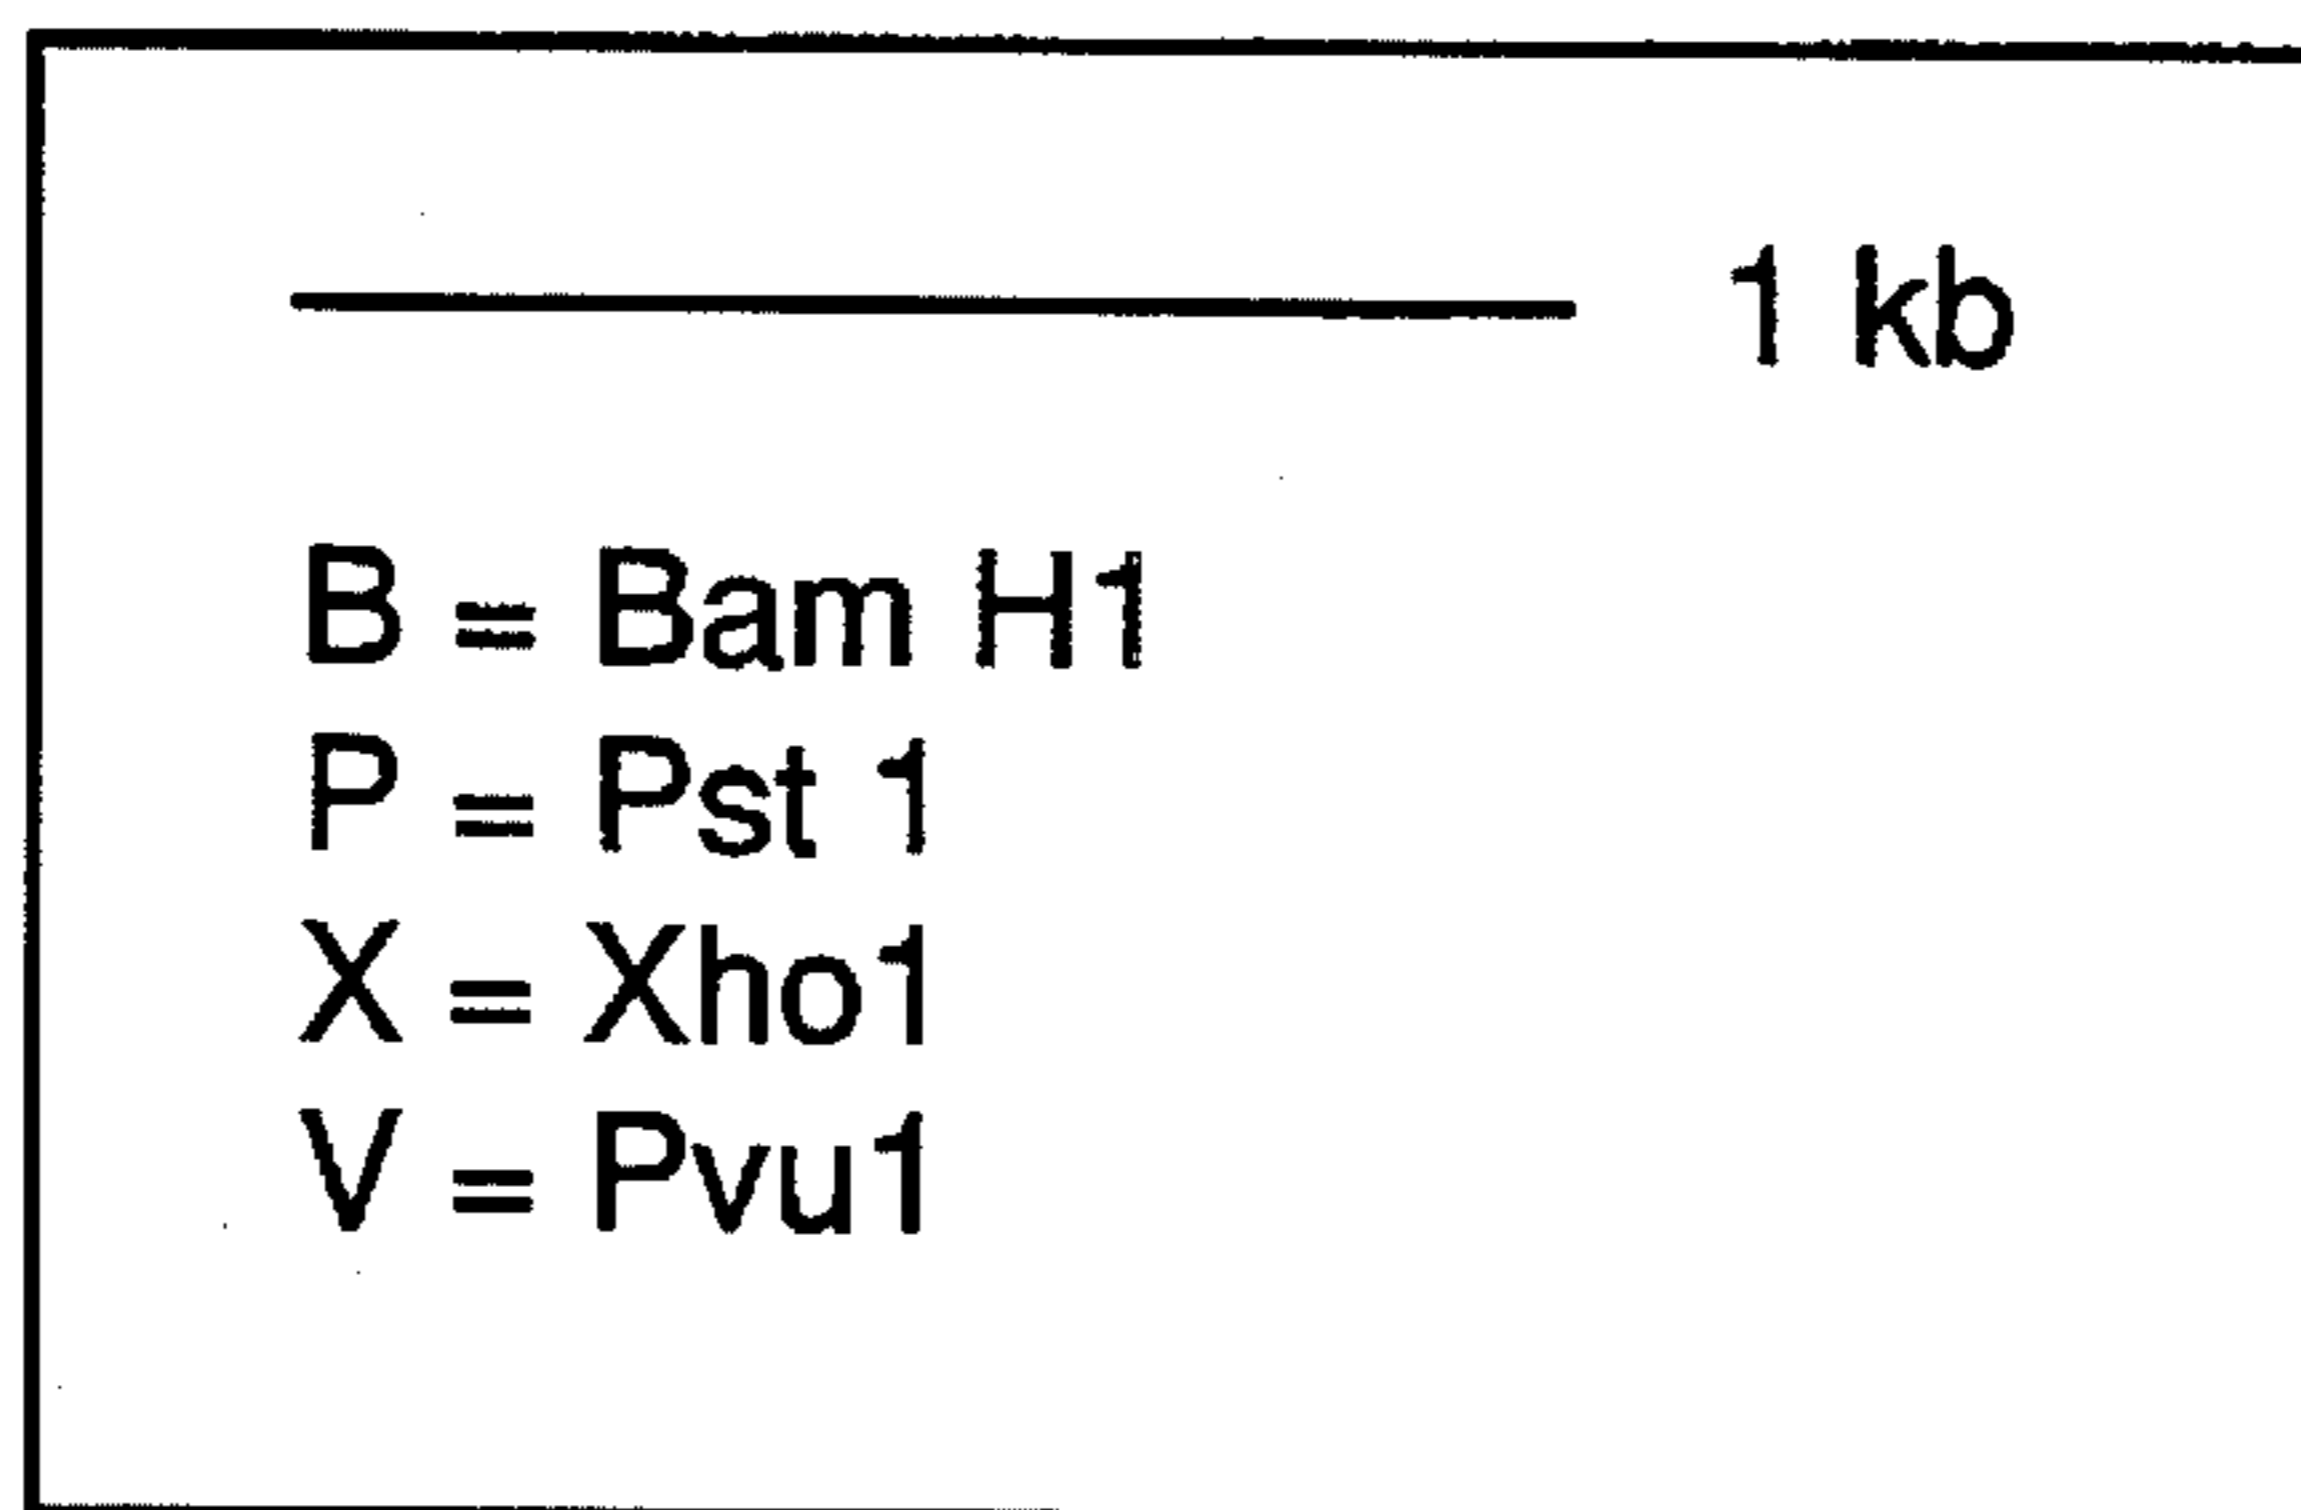 1 kb
B = Bam H1
P = Pst 1
X = Xho1
V = Pvu1